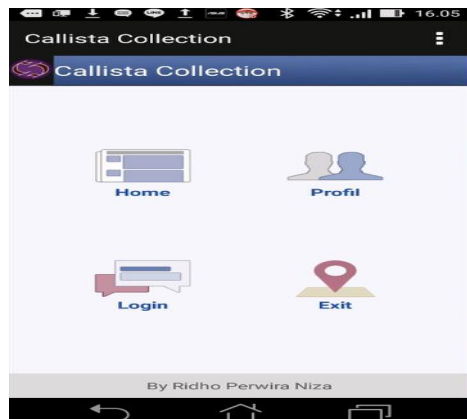 16.05
Callista Collection
Callista Collection
Home
Profil
Login
Exit
By Ridho Perwira Niza